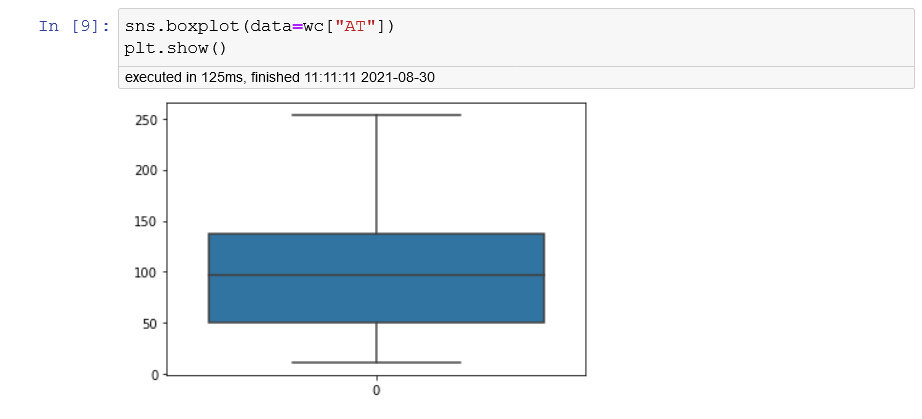 In [9]: sns.boxplot(data=wc["AT"])
plt.show()
executed in 125ms, finished 11:11:11 2021-08-30
250
200
150
100
50
0
0